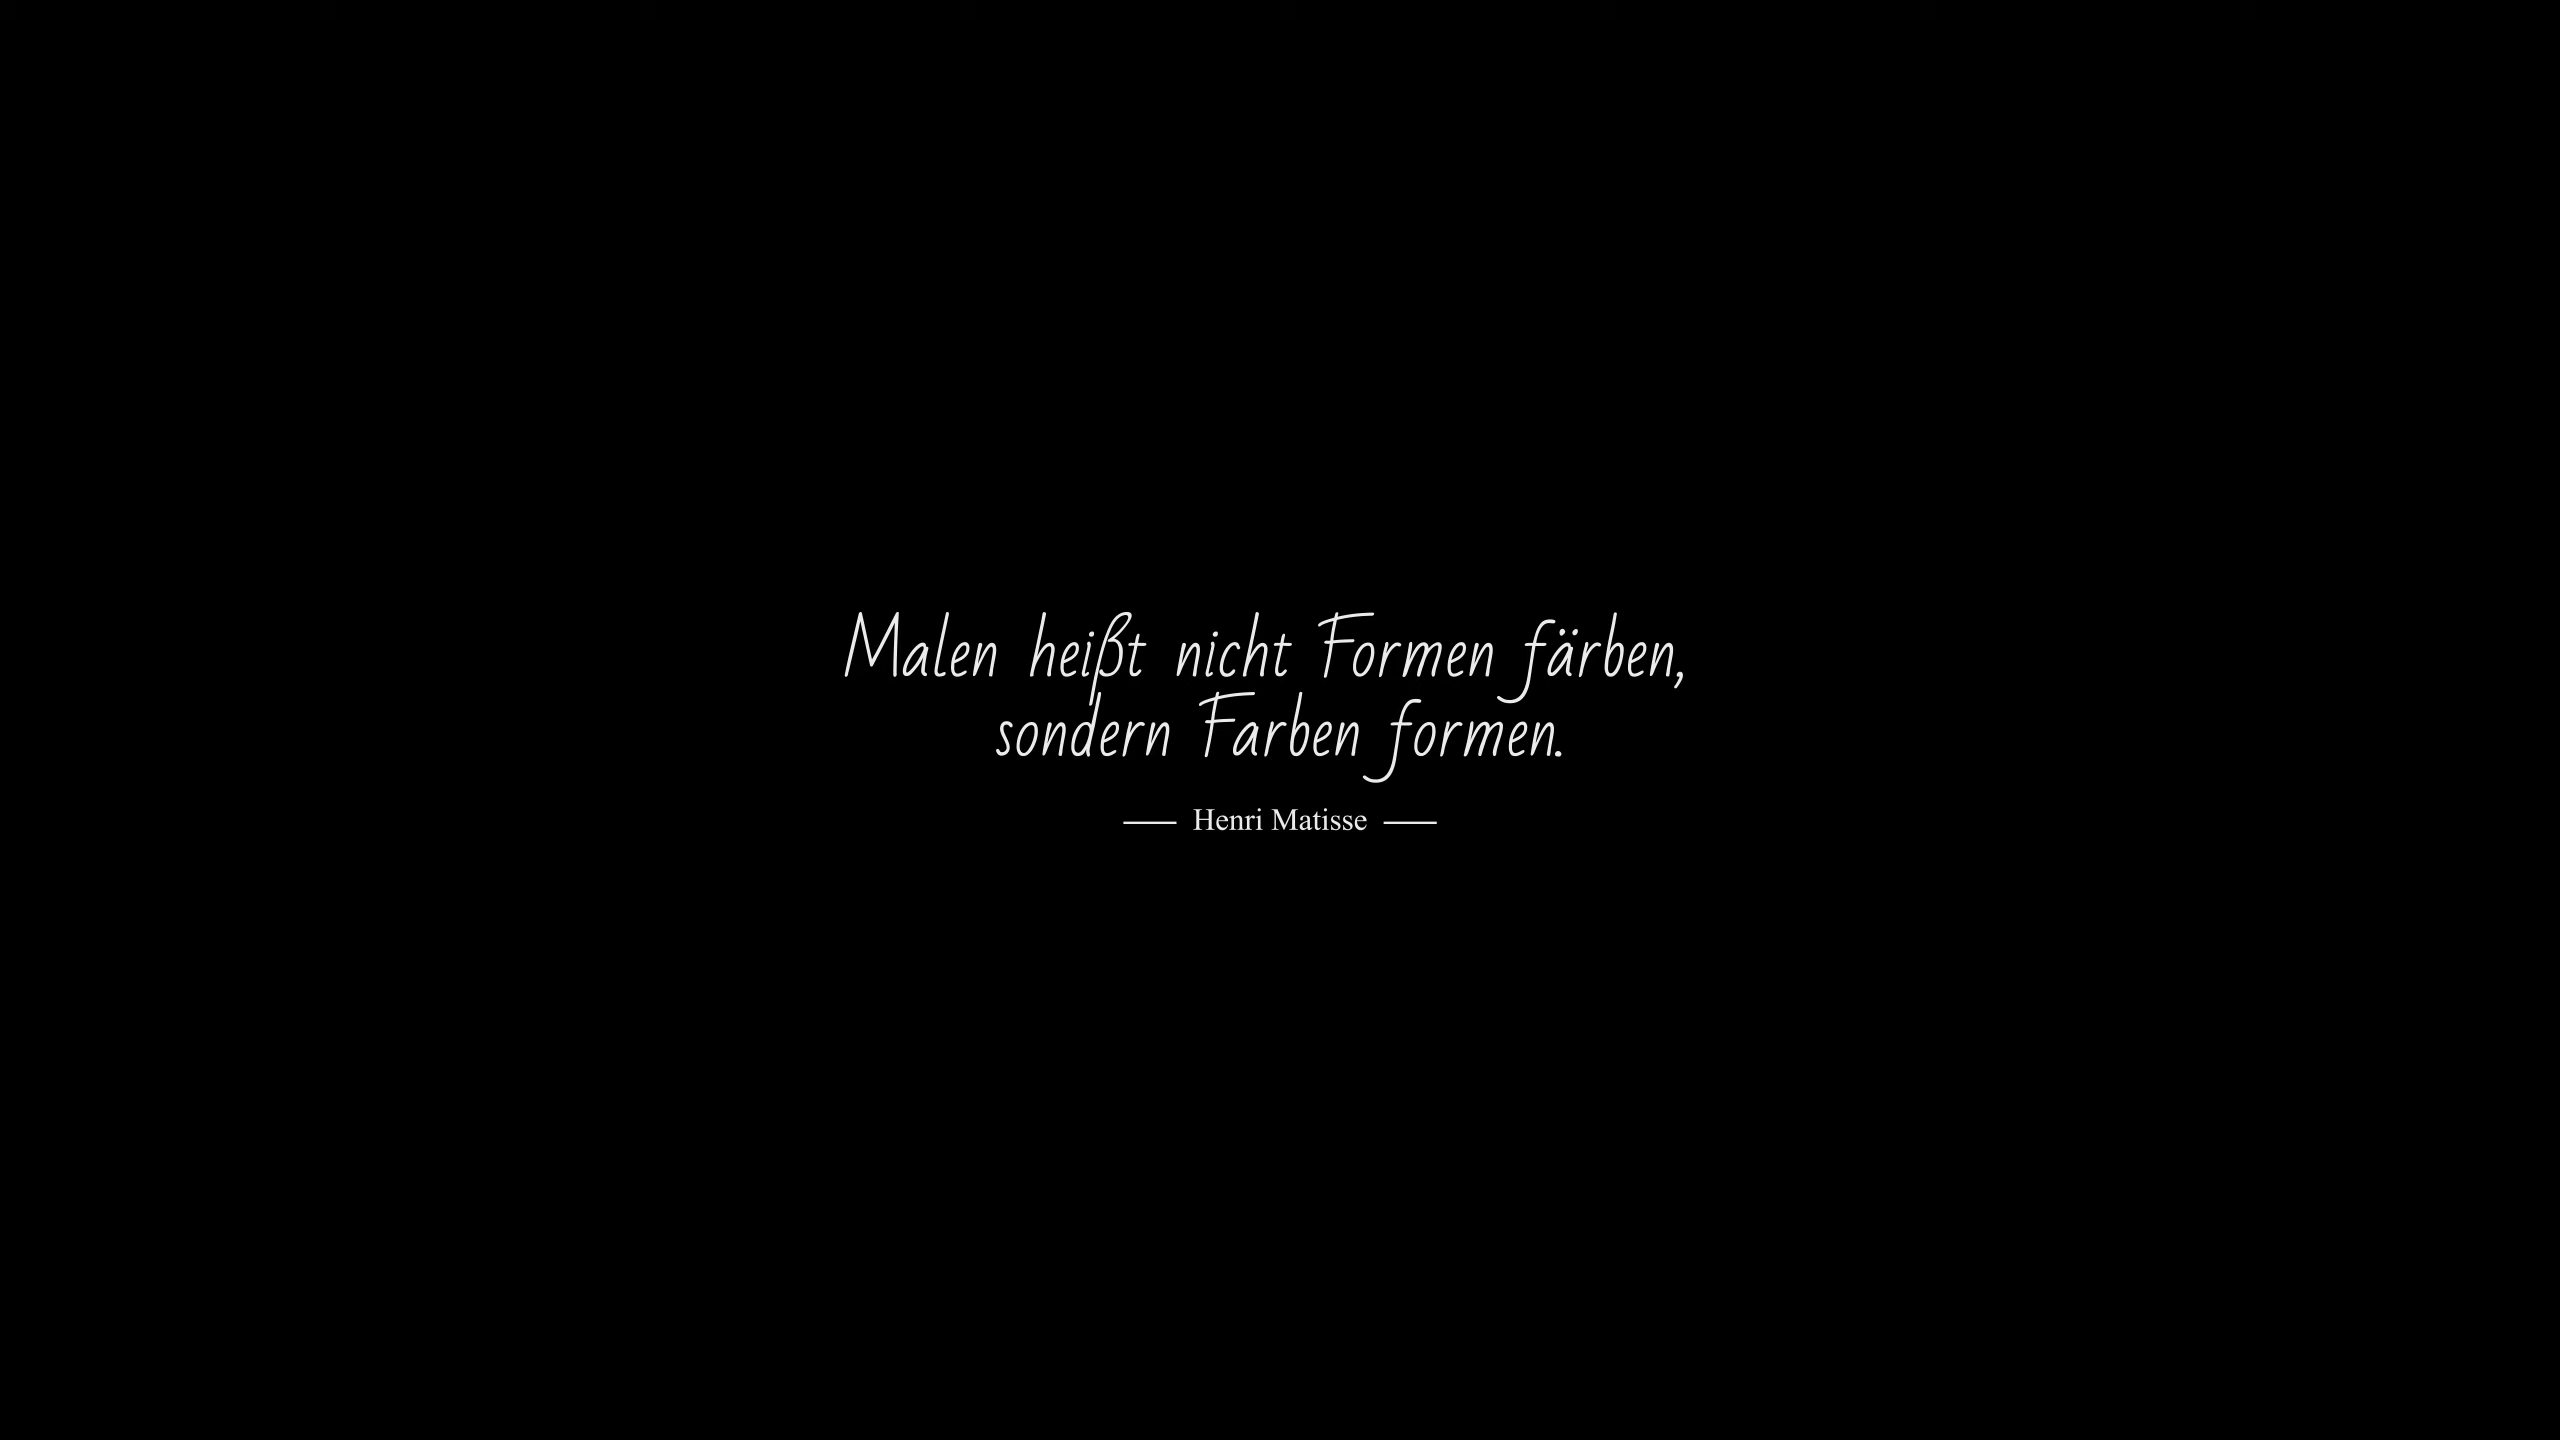 Malen heißt nicht Formen färben,
sondern Farben formen.
— Henri Matisse —